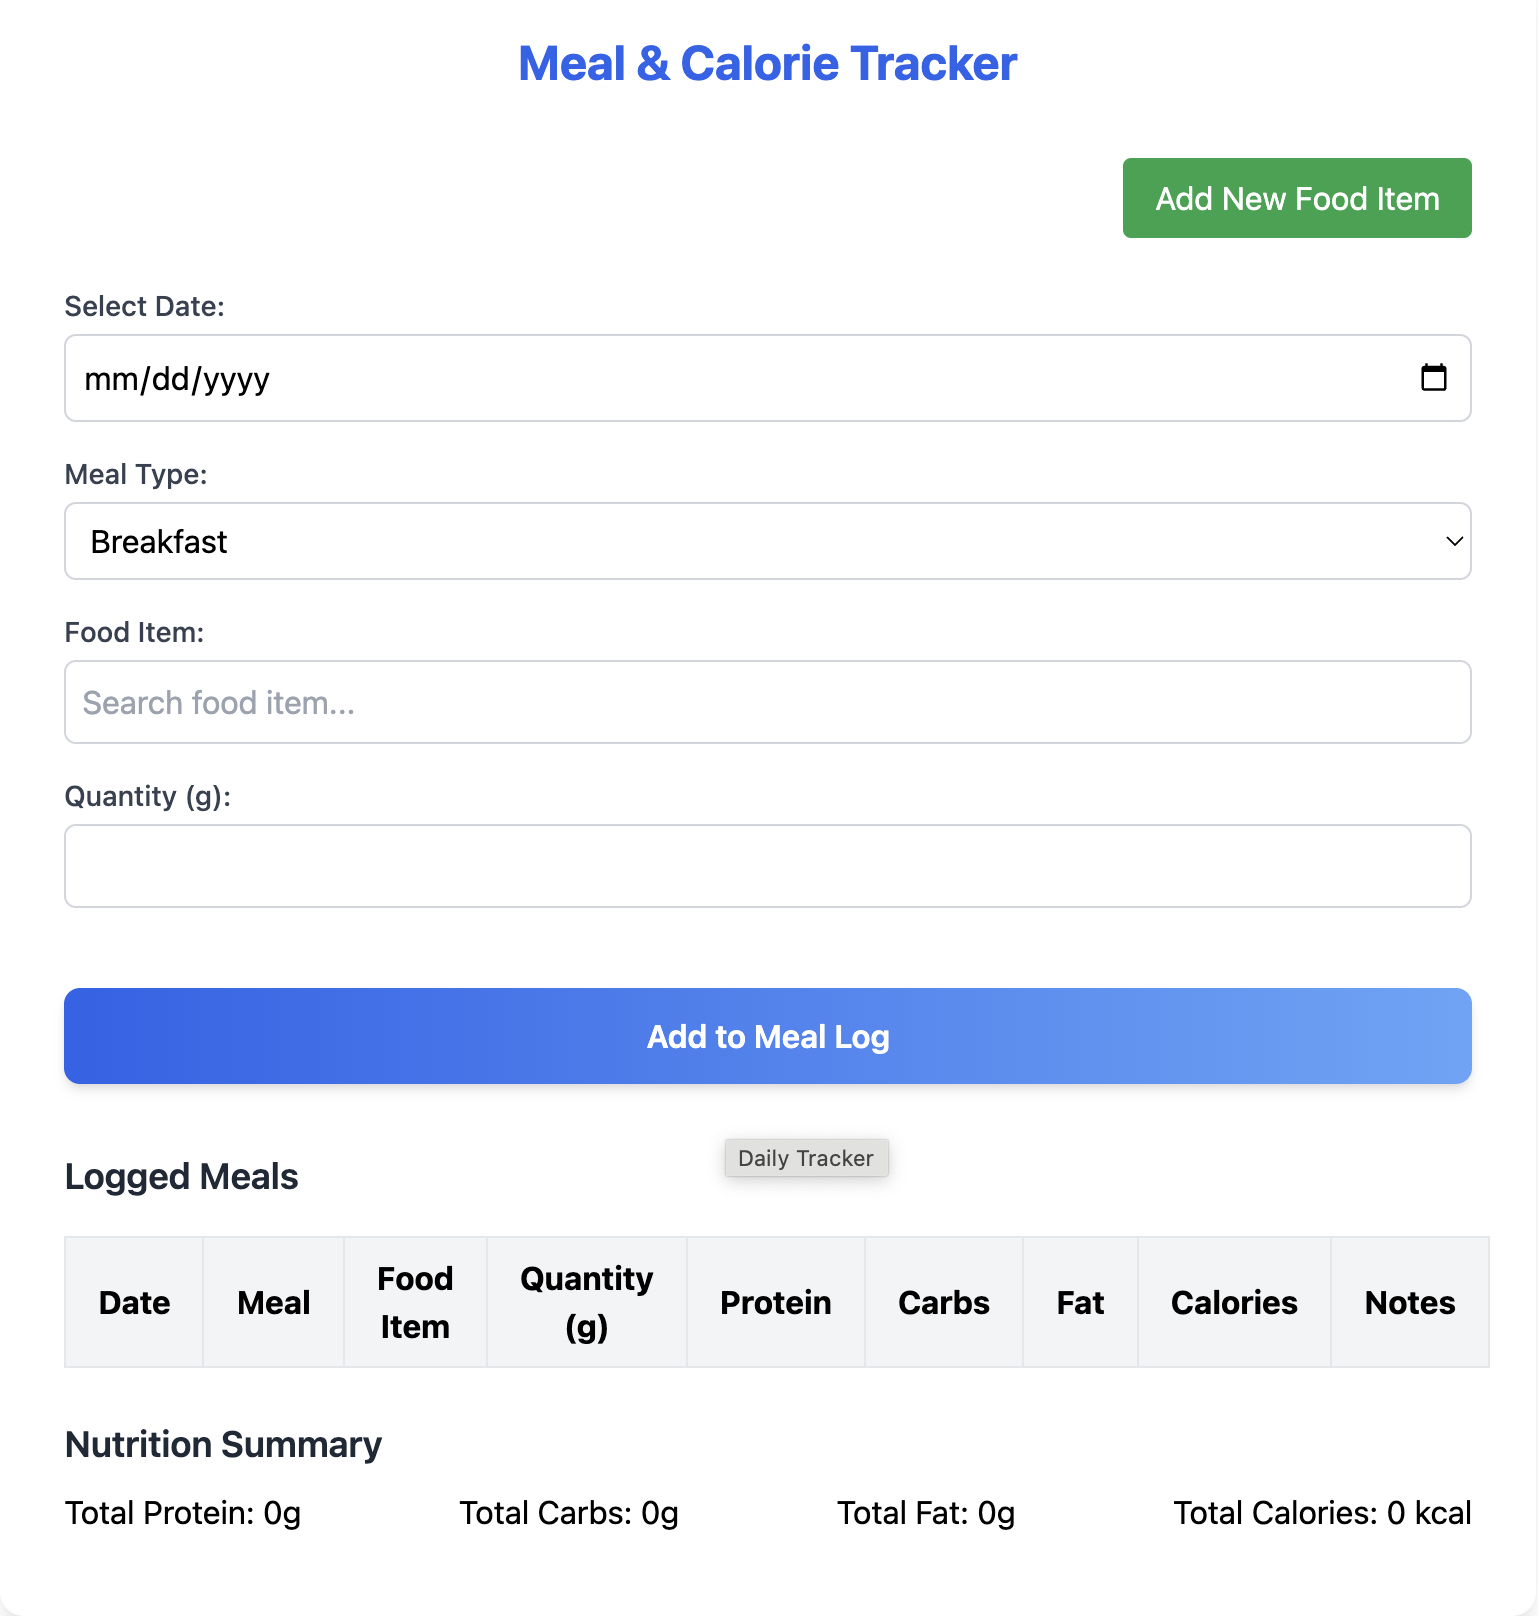 Meal & Calorie Tracker
Add New Food Item
Select Date:
mm/dd/yyyy
Meal Type:
Breakfast
Food Item:
Search food item...
Quantity (g):
Add to Meal Log
Daily Tracker
Logged Meals
Date Meal Food Item Quantity (g) Protein Carbs Fat Calories Notes
Nutrition Summary
Total Protein: 0g Total Carbs: 0g Total Fat: 0g Total Calories: 0 kcal